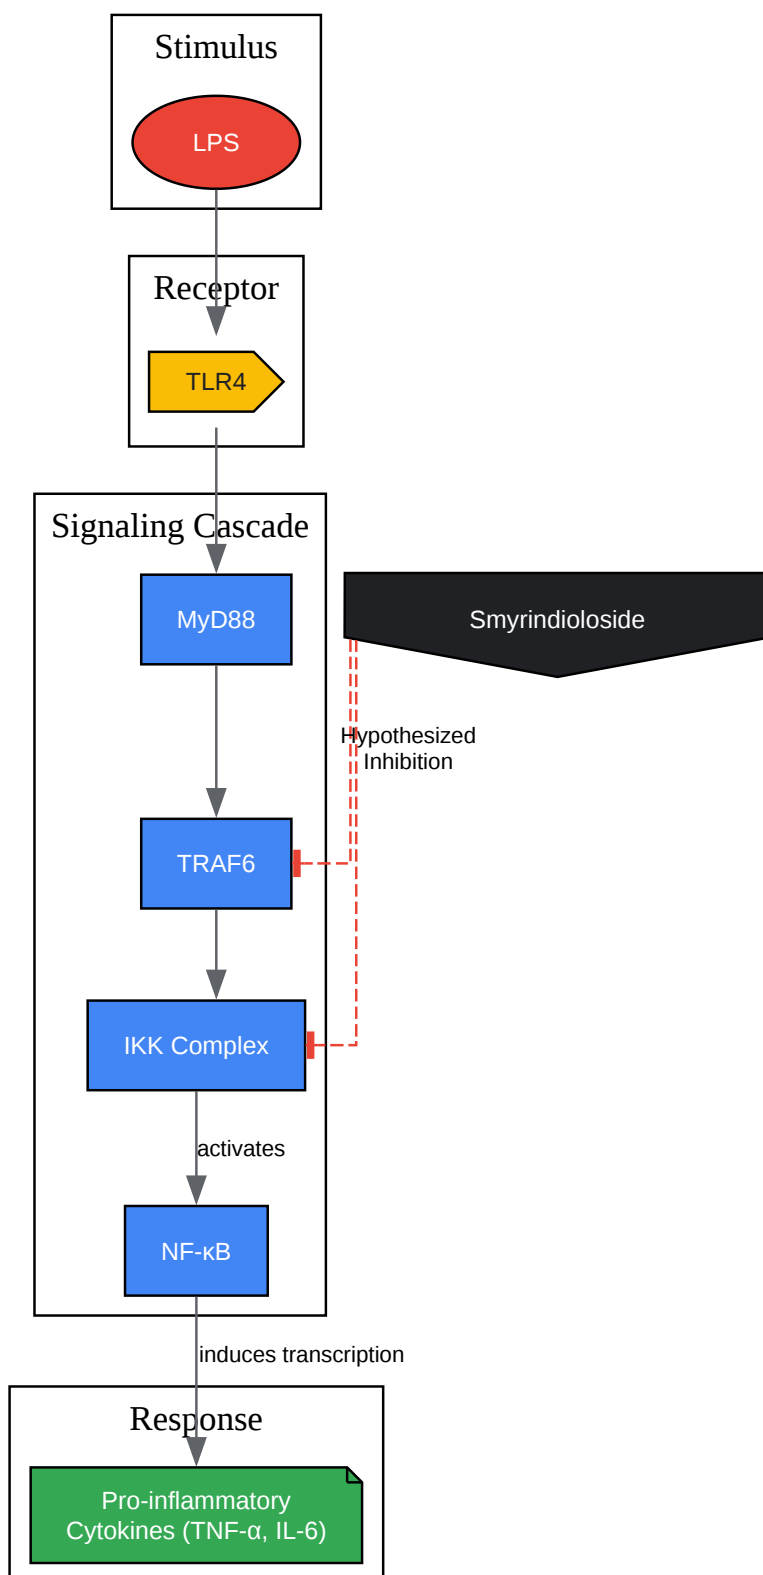 Stimulus
LPS
Receptor
TLR4
Signaling Cascade
MyD88
Smyrindioloside
Hypothesized
Inhibition
TRAF6
IKK Complex
activates
NF-κB
induces transcription
Response
Pro-inflammatory
Cytokines (TNF-α, IL-6)